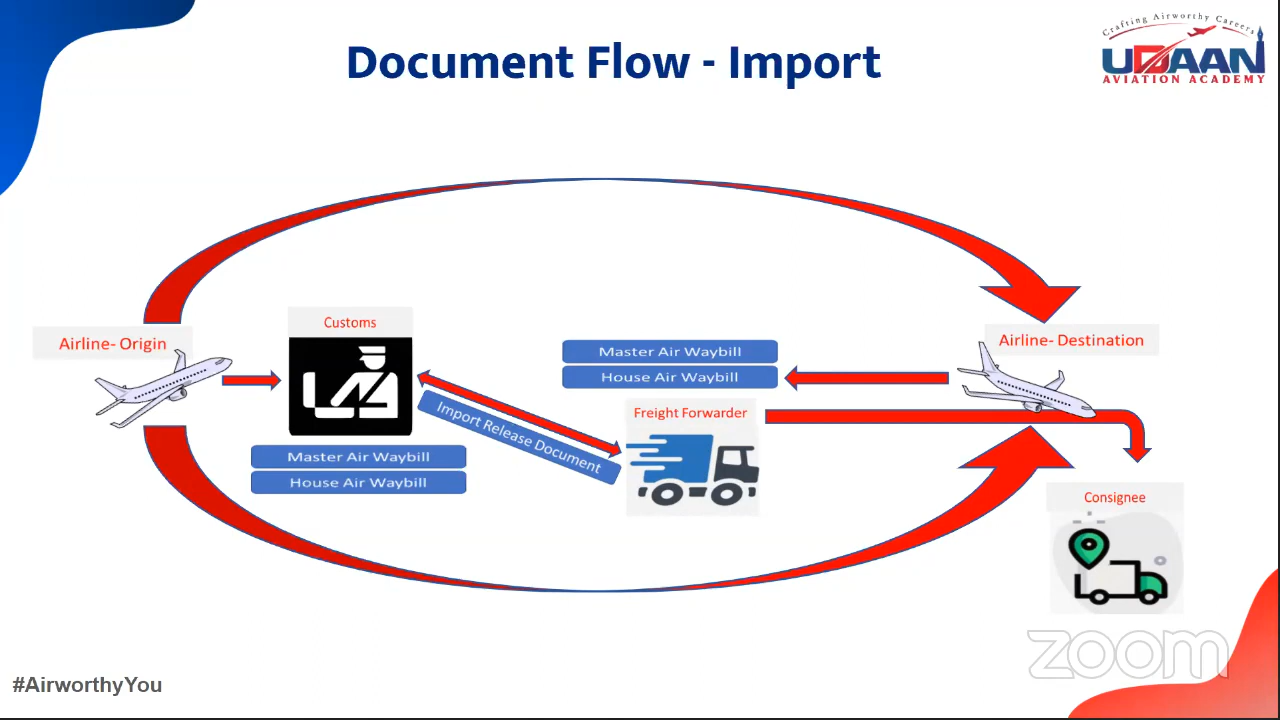 Document Flow - Import
Crafting Airworthy Careers
UDAAN
AVIATION ACADEMY
Airline- Origin
Customs
Master Air Waybill
House Air Waybill
Import Release Document
Master Air Waybill
House Air Waybill
Freight Forwarder
Airline- Destination
Consignee
zoom
#AirworthyYou